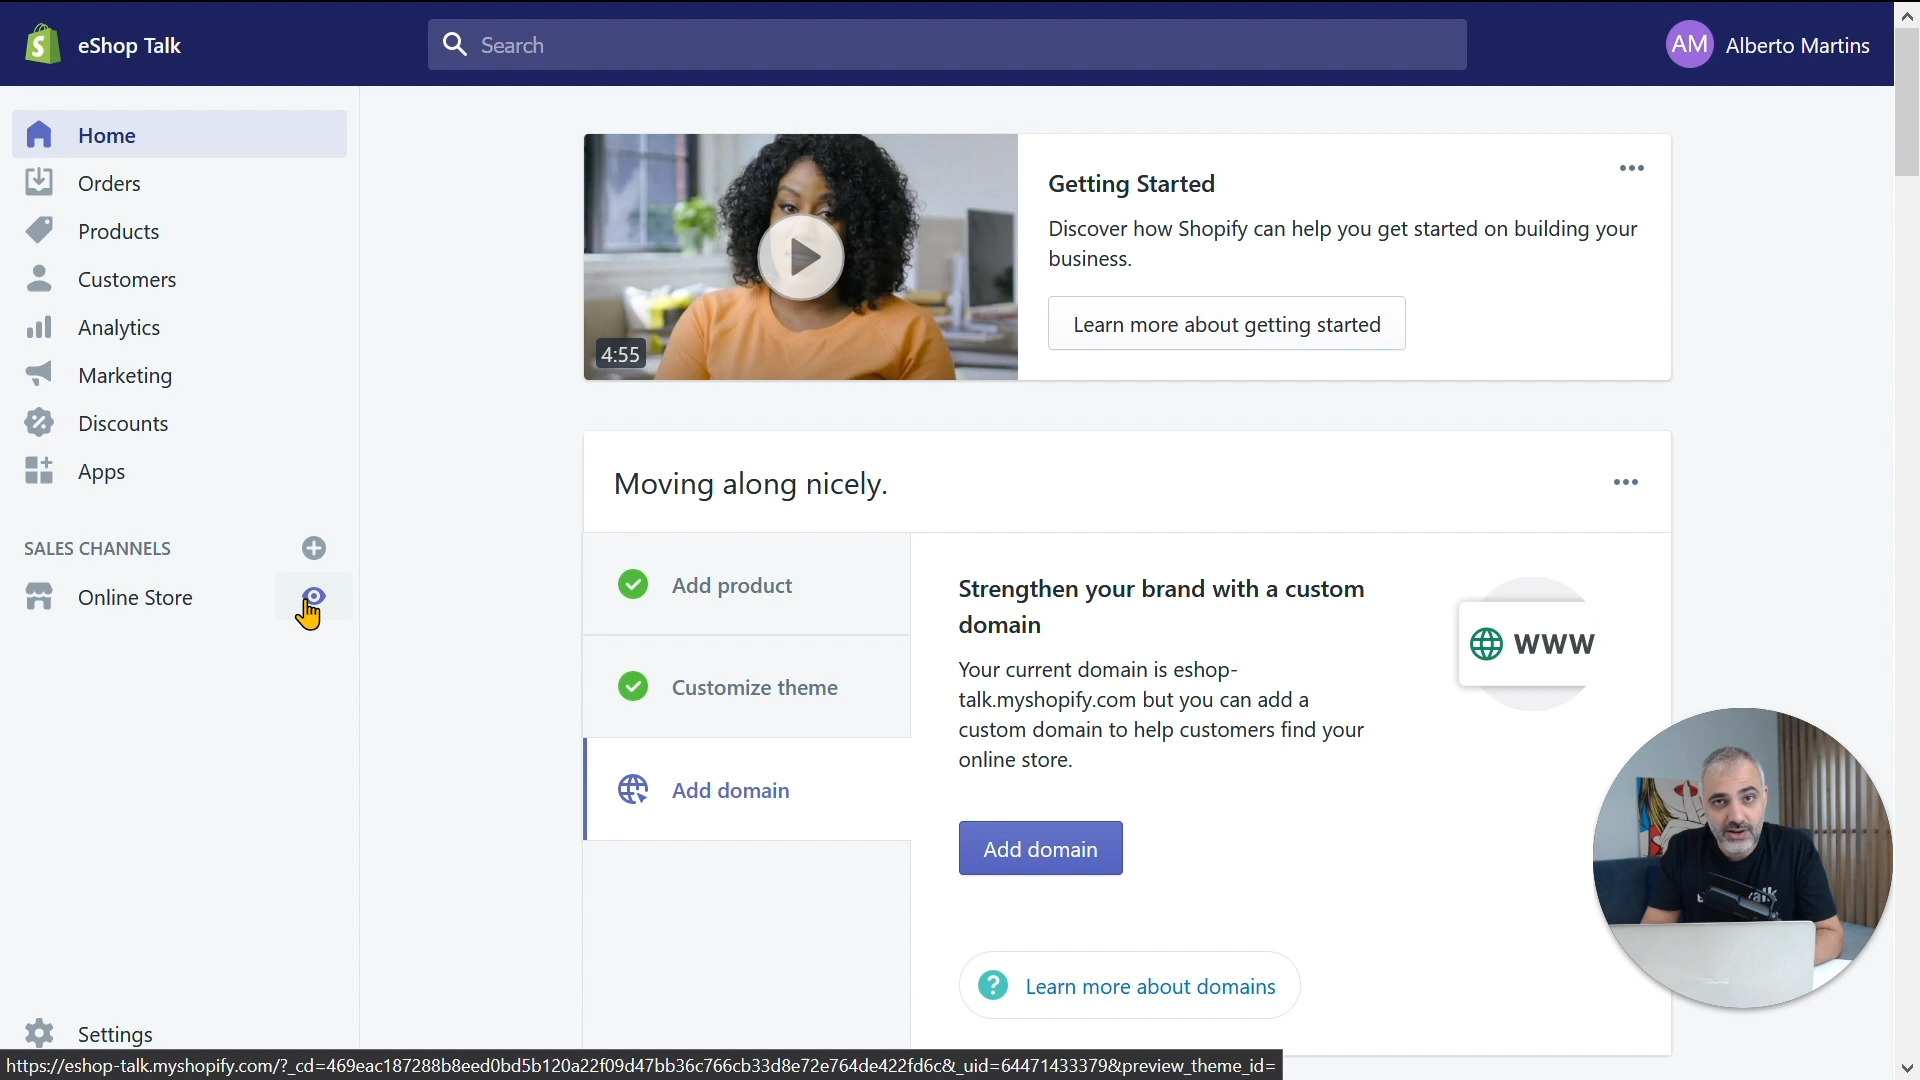 eShop Talk
Search
AM
Alberto Martins
Home
Orders
Products
Customers
Analytics
Marketing
Discounts
Apps
SALES CHANNELS
Online Store
Settings
4:55
Getting Started
Discover how Shopify can help you get started on building your
business.
Learn more about getting started
Moving along nicely.
Add product
Customize theme
Add domain
Strengthen your brand with a custom
domain
Your current domain is eshop-
talk.myshopify.com but you can add a
custom domain to help customers find your
online store.
Add domain
Learn more about domains
WWW
https://eshop-talk.myshopify.com/?_cd=469eac187288b8eed0bd5b120a22f09d47bb36c766cb33d8e72e764de422fd6c&_uid=64471433379&preview_theme_id=